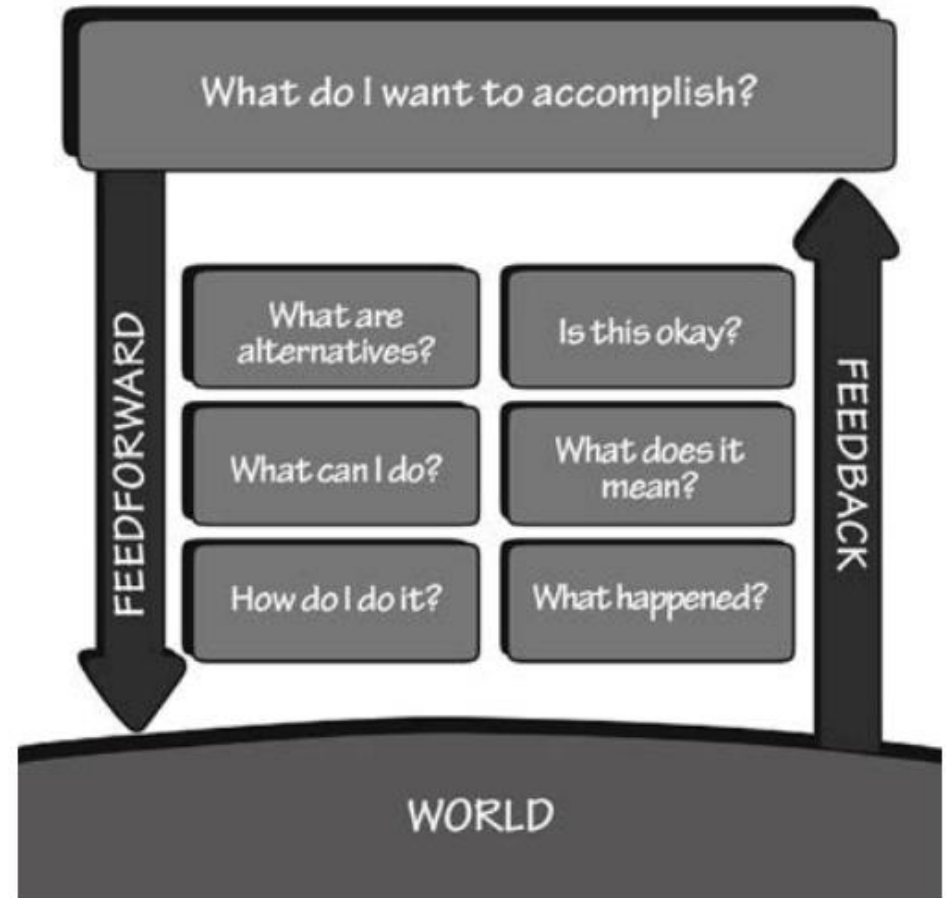 What do I want to accomplish?
FEEDFORWARD
What are
alternatives?
What can I do?
How do I do it?
Is this okay?
What does it
mean?
What happened?
FEEDBACK
WORLD